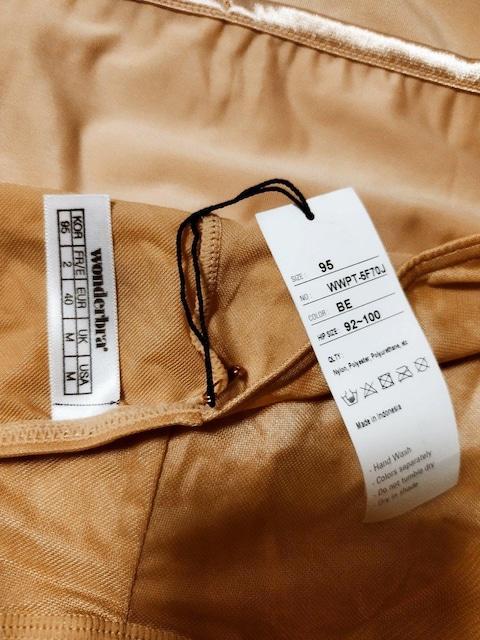 wonderbra®
KOR FR/E EUR UK USA
95 2 40 M M
SIZE : 95
NO : WWPT-5F70J
COLOR : BE
HIP SIZE : 92~100
QLTY :
Nylon, Polyester, Polyurethane, etc
Made in Indonesia
- Hand Wash
- Colors separately
- Do not tumble dry
- Dry in shade